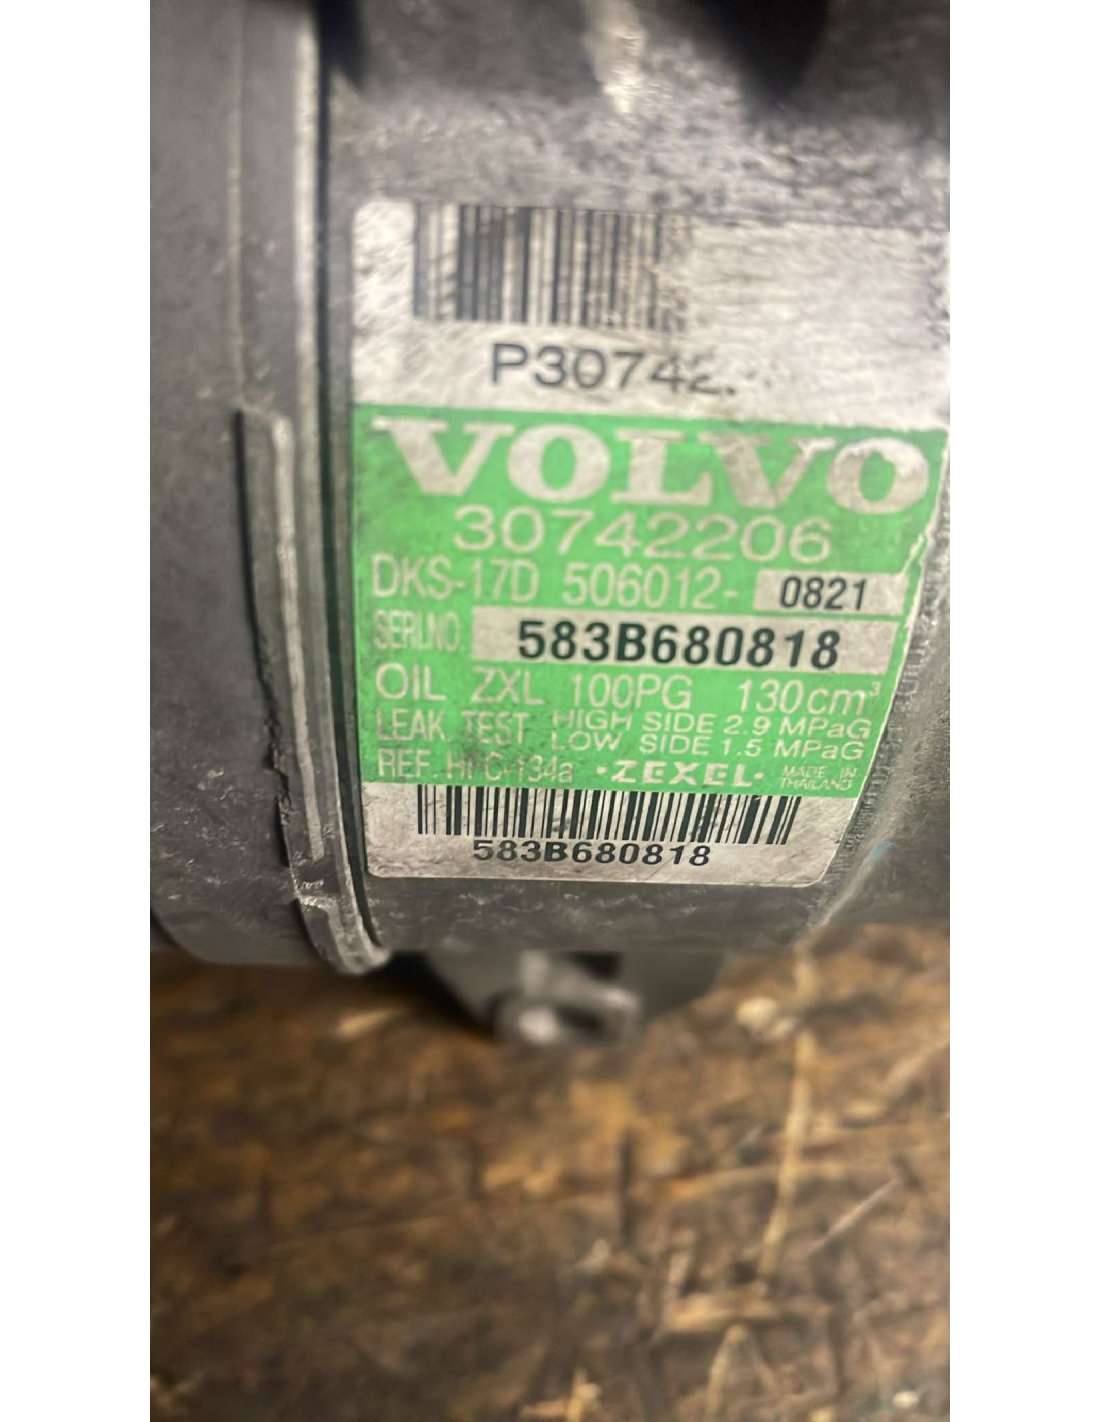 P30742
VOLVO
30742206
DKS-17D 506012- 0821
SERI.NO. 583B680818
OIL ZXL 100PG 130cm³
LEAK TEST HIGH SIDE 2.9 MPaG
LOW SIDE 1.5 MPaG
REF. HFC-134a •ZEXEL• MADE IN THAILAND
583B680818